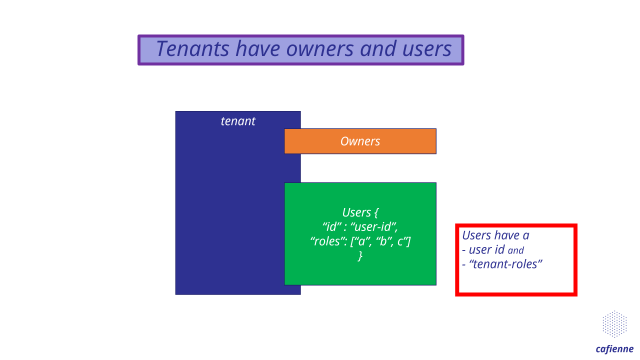 Tenants have owners and users
tenant
Owners
Users {
“id” : “user-id”,
“roles”: [“a”, “b”, c”]
}
Users have a
- user id and
- “tenant-roles”
cafienne